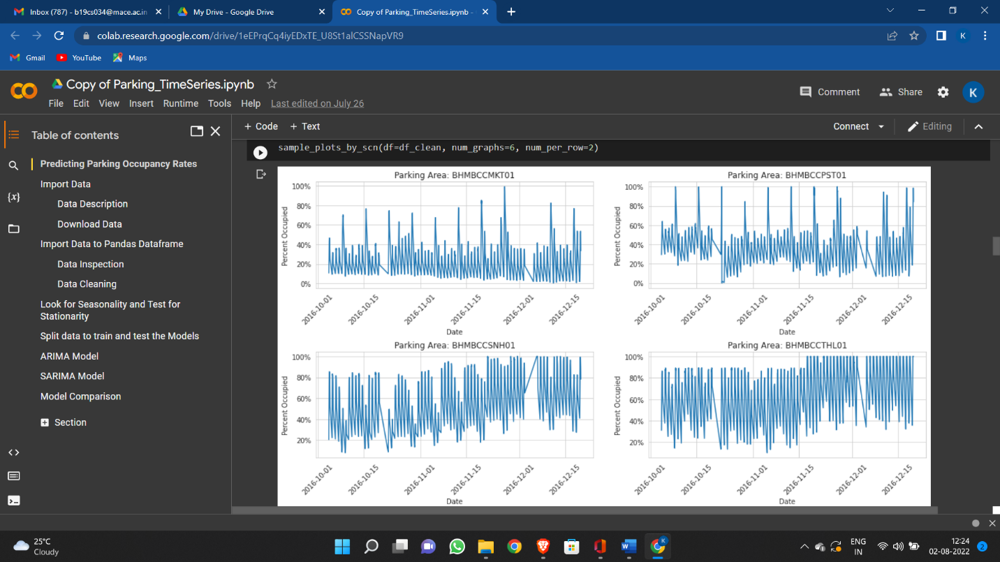 Inbox (787) - b19cs034@mace.ac.in
My Drive - Google Drive
Copy of Parking_TimeSeries.ipynb -
colab.research.google.com/drive/1eEPrqCq4iyEDxTE_U8St1alCSSNapVR9
K
Gmail
YouTube
Maps
Copy of Parking_TimeSeries.ipynb
File Edit View Insert Runtime Tools Help Last edited on July 26
Comment
Share
K
Table of contents
Predicting Parking Occupancy Rates
Import Data
Data Description
Download Data
Import Data to Pandas Dataframe
Data Inspection
Data Cleaning
Look for Seasonality and Test for
Stationarity
Split data to train and test the Models
ARIMA Model
SARIMA Model
Model Comparison
Section
+ Code + Text
Connect
Editing
sample_plots_by_scn(df=df_clean, num_graphs=6, num_per_row=2)
Parking Area: BHMBCCMKT01
Percent Occupied
100%
80%
60%
40%
20%
0%
2016-10-01 2016-10-15 2016-11-01 2016-11-15 2016-12-01 2016-12-15
Date
Parking Area: BHMBCCPST01
Percent Occupied
100%
80%
60%
40%
20%
0%
2016-10-01 2016-10-15 2016-11-01 2016-11-15 2016-12-01 2016-12-15
Date
Parking Area: BHMBCCSNH01
Percent Occupied
100%
80%
60%
40%
20%
2016-10-01 2016-10-15 2016-11-01 2016-11-15 2016-12-01 2016-12-15
Date
Parking Area: BHMBCCTHL01
Percent Occupied
100%
80%
60%
40%
20%
2016-10-01 2016-10-15 2016-11-01 2016-11-15 2016-12-01 2016-12-15
Date
25°C
Cloudy
K
ENG
IN
12:24
02-08-2022
2